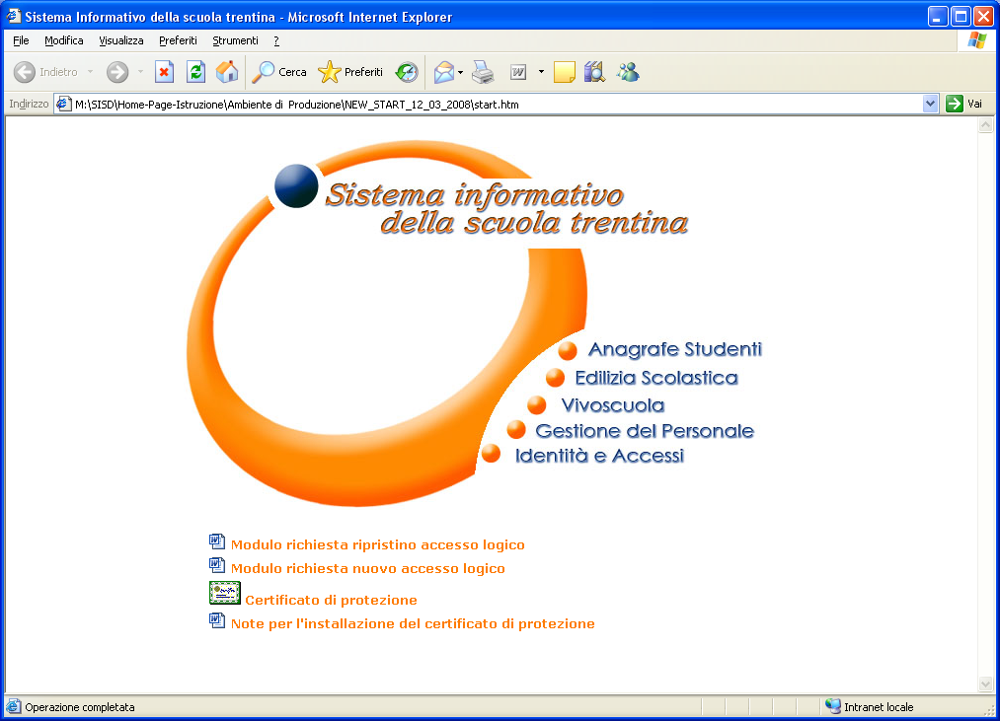 Sistema Informativo della scuola trentina - Microsoft Internet Explorer
File Modifica Visualizza Preferiti Strumenti ?
Indietro Cerca Preferiti
Indirizzo M:\SISD\Home-Page-Istruzione\Ambiente di Produzione\NEW_START_12_03_2008\start.htm Vai
Sistema informativo
della scuola trentina
Anagrafe Studenti
Edilizia Scolastica
Vivoscuola
Gestione del Personale
Identità e Accessi
Modulo richiesta ripristino accesso logico
Modulo richiesta nuovo accesso logico
Certificato di protezione
Note per l'installazione del certificato di protezione
Operazione completata Intranet locale